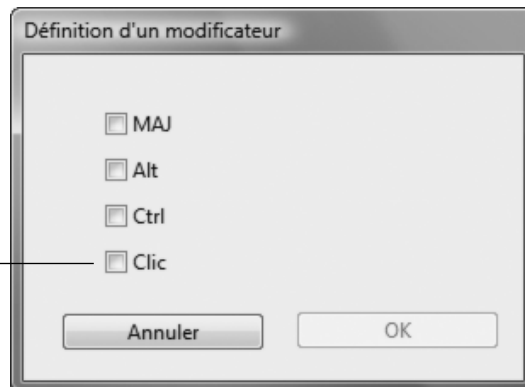 Définition d'un modificateur
MAJ
Alt
Ctrl
Clic
Annuler
OK